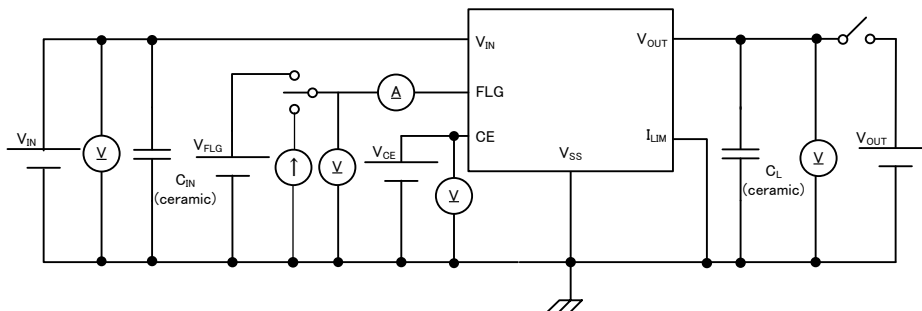 V_IN
V_OUT
FLG
A
CE
I_LIM
V_SS
V_IN
V
C_IN
(ceramic)
V_FLG
↑
V
V_CE
V
C_L
(ceramic)
V
V_OUT